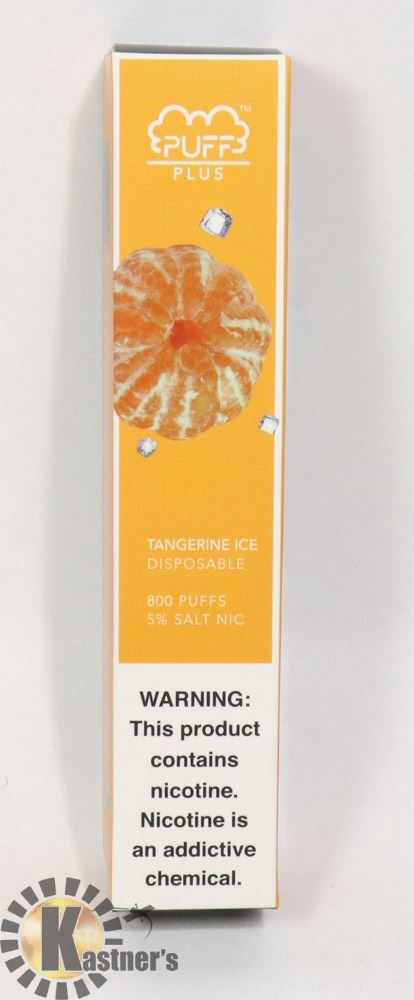 PUFF TM
PLUS
TANGERINE ICE
DISPOSABLE
800 PUFFS
5% SALT NIC
WARNING:
This product
contains
nicotine.
Nicotine is
an addictive
chemical.
Kastner's